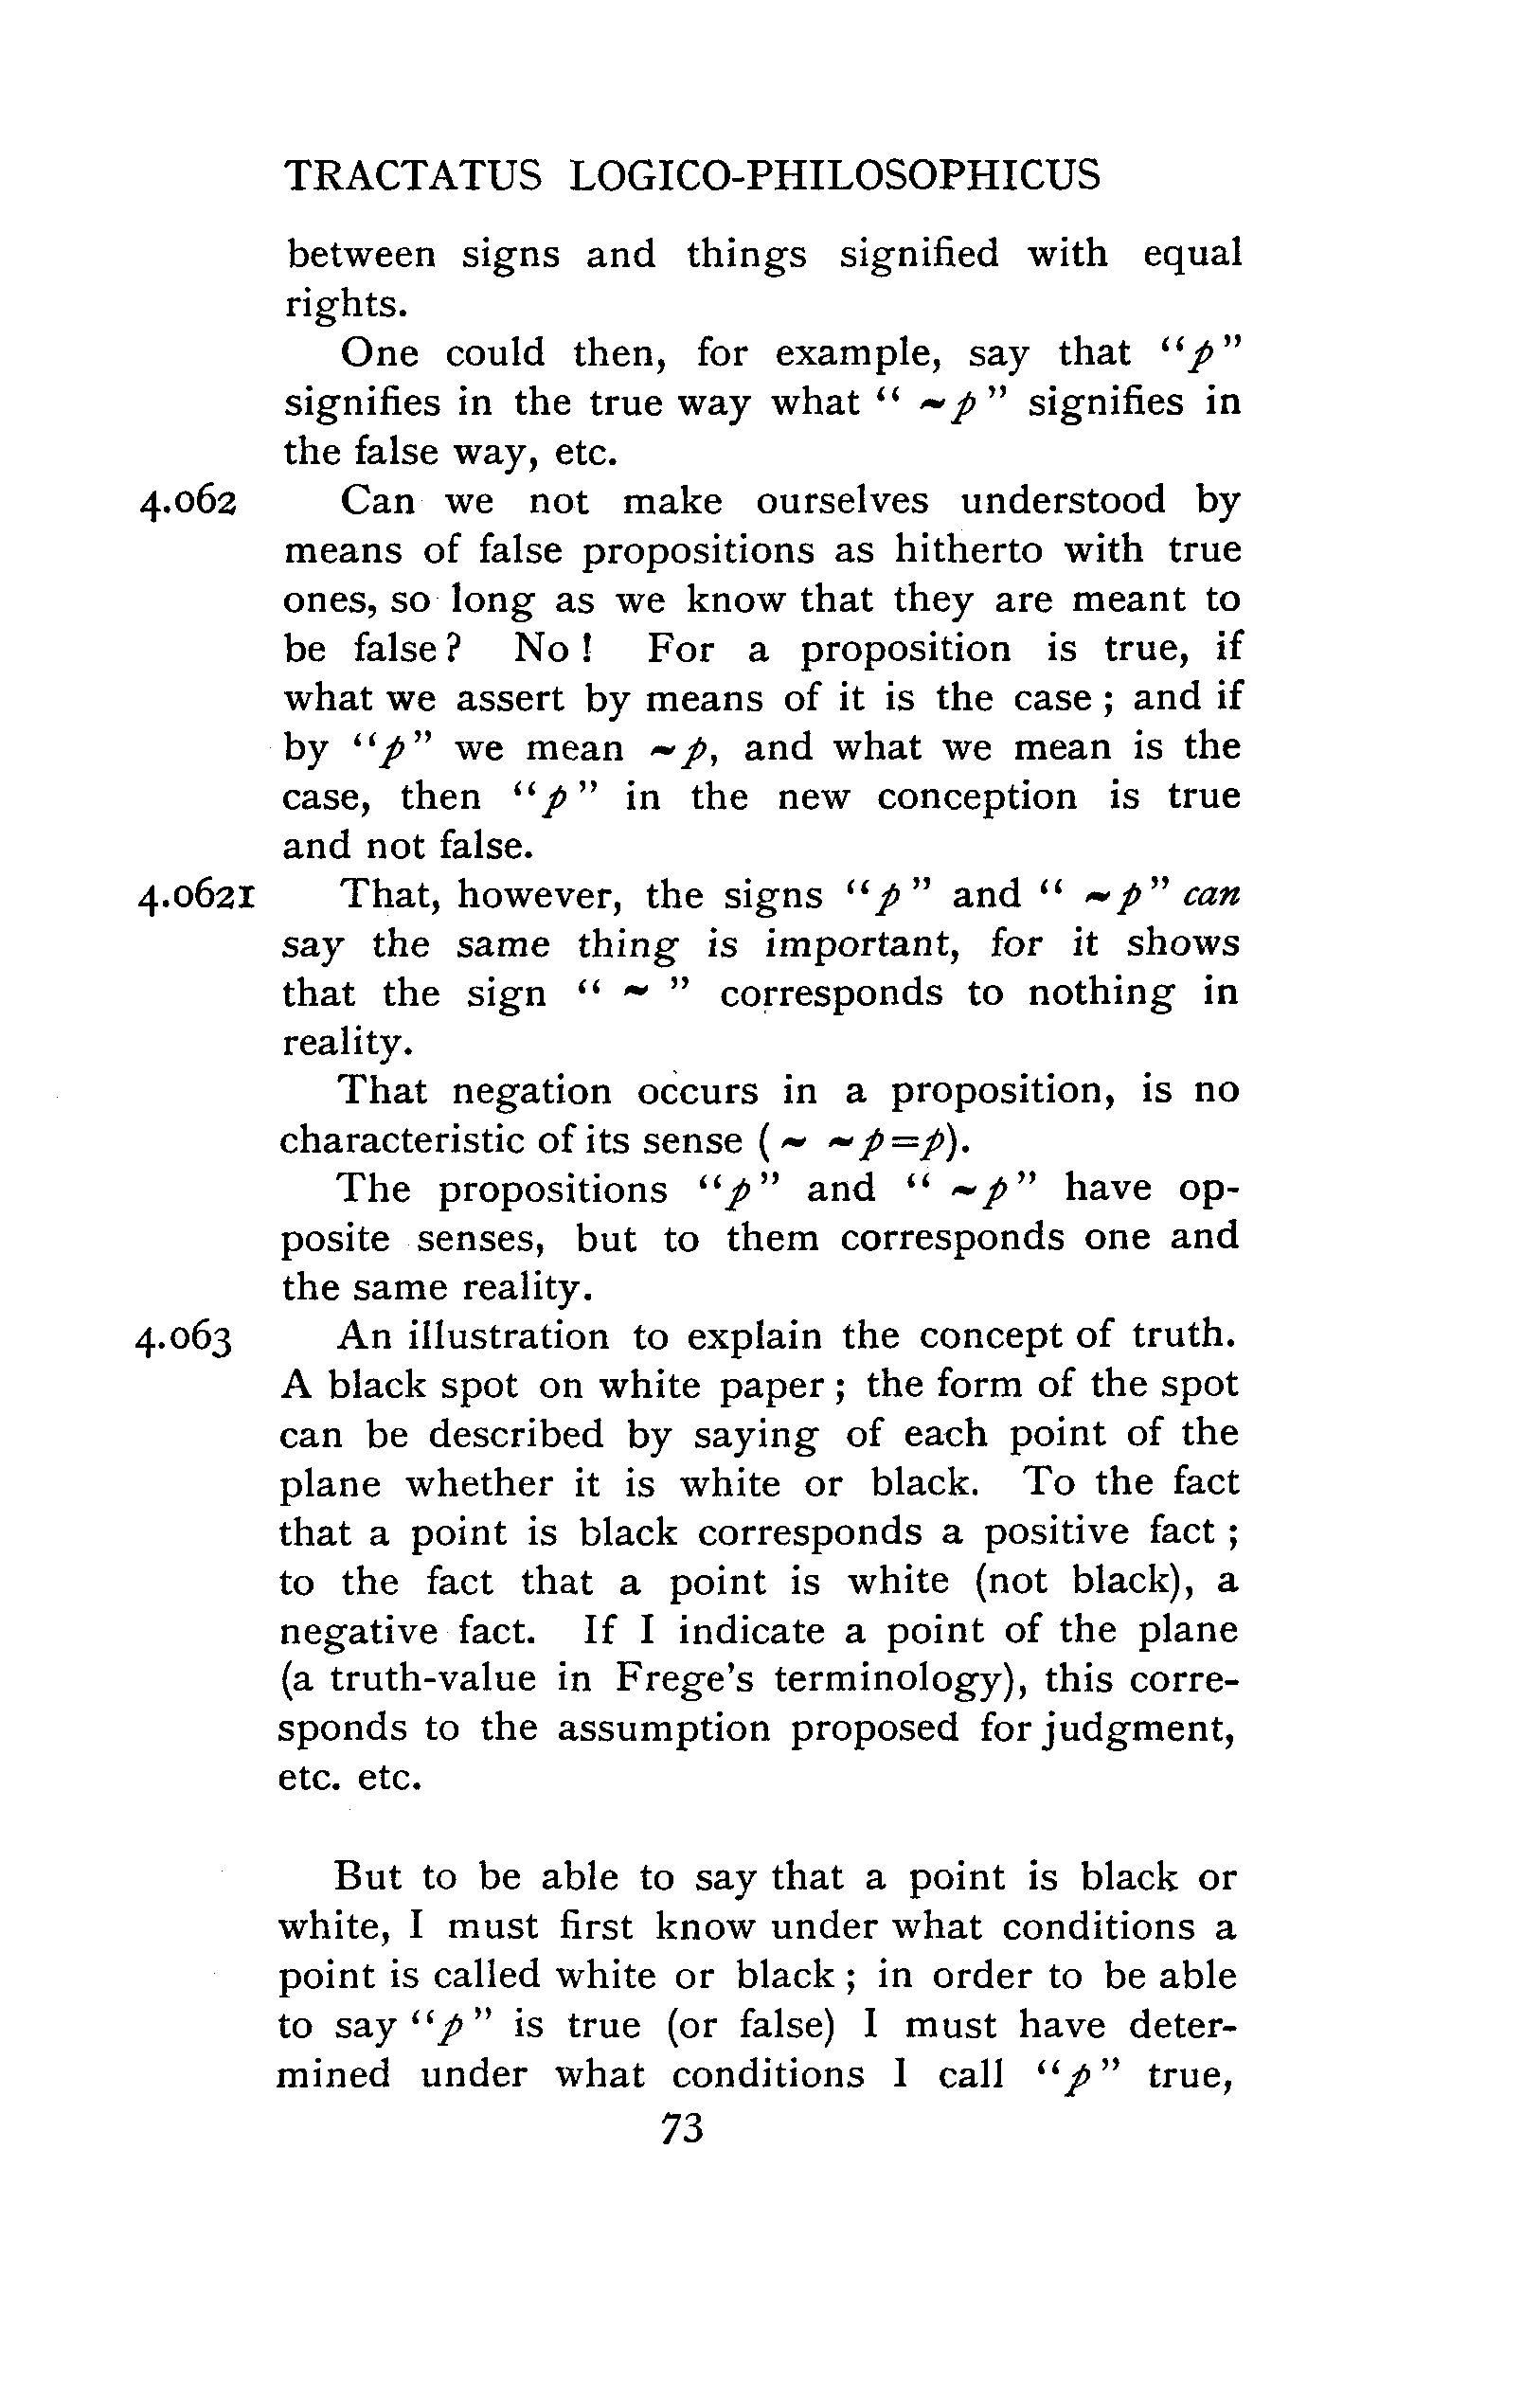 TRACTATUS LOGICO-PHILOSOPHICUS
between signs and things signified with equal
rights.
One could then, for example, say that “p”
signifies in the true way what “ ~p ” signifies in
the false way, etc.
4.062 Can we not make ourselves understood by
means of false propositions as hitherto with true
ones, so long as we know that they are meant to
be false? No! For a proposition is true, if
what we assert by means of it is the case; and if
by “p” we mean ~p, and what we mean is the
case, then “p” in the new conception is true
and not false.
4.0621 That, however, the signs “p” and “ ~p” can
say the same thing is important, for it shows
that the sign “ ~ ” corresponds to nothing in
reality.
That negation occurs in a proposition, is no
characteristic of its sense (~ ~p=p).
The propositions “p” and “ ~p” have op-
posite senses, but to them corresponds one and
the same reality.
4.063 An illustration to explain the concept of truth.
A black spot on white paper; the form of the spot
can be described by saying of each point of the
plane whether it is white or black. To the fact
that a point is black corresponds a positive fact;
to the fact that a point is white (not black), a
negative fact. If I indicate a point of the plane
(a truth-value in Frege’s terminology), this corre-
sponds to the assumption proposed for judgment,
etc. etc.
But to be able to say that a point is black or
white, I must first know under what conditions a
point is called white or black; in order to be able
to say “p” is true (or false) I must have deter-
mined under what conditions I call “p” true,
73